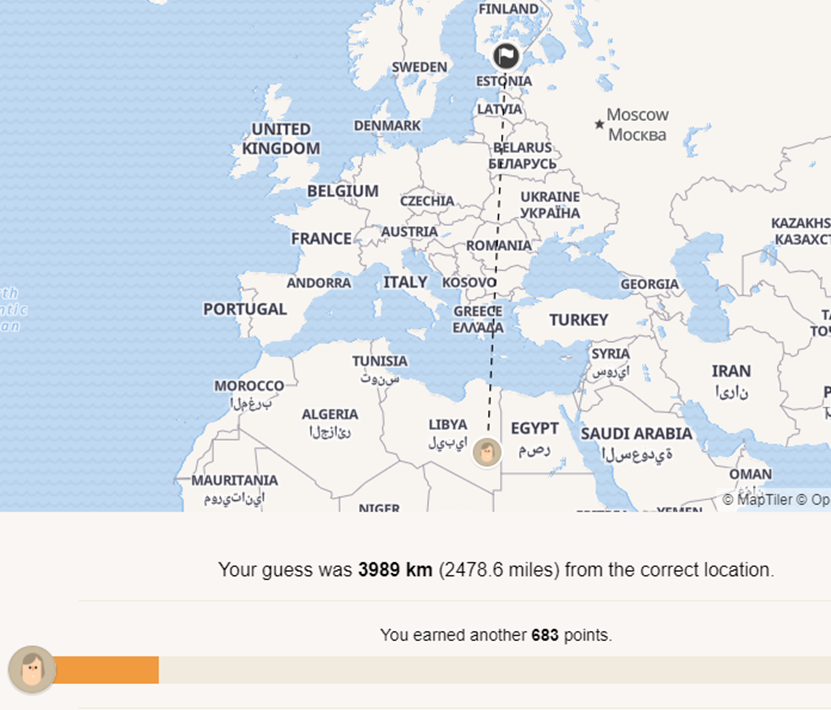 FINLAND
SWEDEN
ESTONIA
LATVIA
Moscow
Москва
DENMARK
UNITED
KINGDOM
BELARUS
БЕЛАРУСЬ
BELGIUM
CZECHIA
UKRAINE
УКРАЇНА
FRANCE
AUSTRIA
ROMANIA
KAZAKHS
КАЗАХСТ
ANDORRA
ITALY
KOSOVO
GEORGIA
th
ntic
an
PORTUGAL
GREECE
ΕΛΛΆΔΑ
TURKEY
TA
ТОҶ
TUNISIA
تونس
SYRIA
سوريا
IRAN
ایران
MOROCCO
المغرب
ALGERIA
الجزائر
LIBYA
ليبيا
EGYPT
مصر
SAUDI ARABIA
السعودية
MAURITANIA
موريتانيا
OMAN
NIGER
YEMEN
© MapTiler © Op
Your guess was 3989 km (2478.6 miles) from the correct location.
You earned another 683 points.